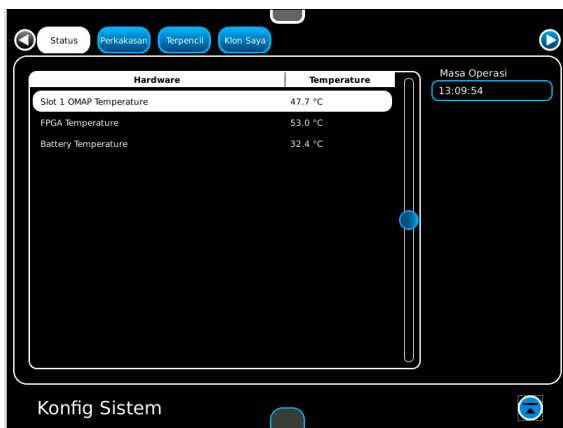 Status Perkakasan Terpencil Klon Saya
Hardware Temperature
Slot 1 OMAP Temperature 47.7 °C
FPGA Temperature 53.0 °C
Battery Temperature 32.4 °C
Masa Operasi
13:09:54
Konfig Sistem